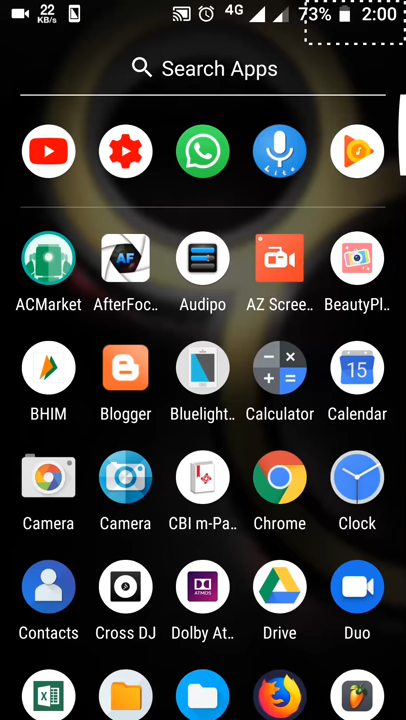 22
KB/s
4G
73%
2:00
Search Apps
Lite
ACMarket
AfterFoc..
Audipo
AZ Scree..
BeautyPl..
AF
BHIM
Blogger
Bluelight..
Calculator
Calendar
15
Camera
Camera
CBI m-Pa..
Chrome
Clock
Contacts
Cross DJ
Dolby At..
Drive
Duo
DOLBY
ATMOS